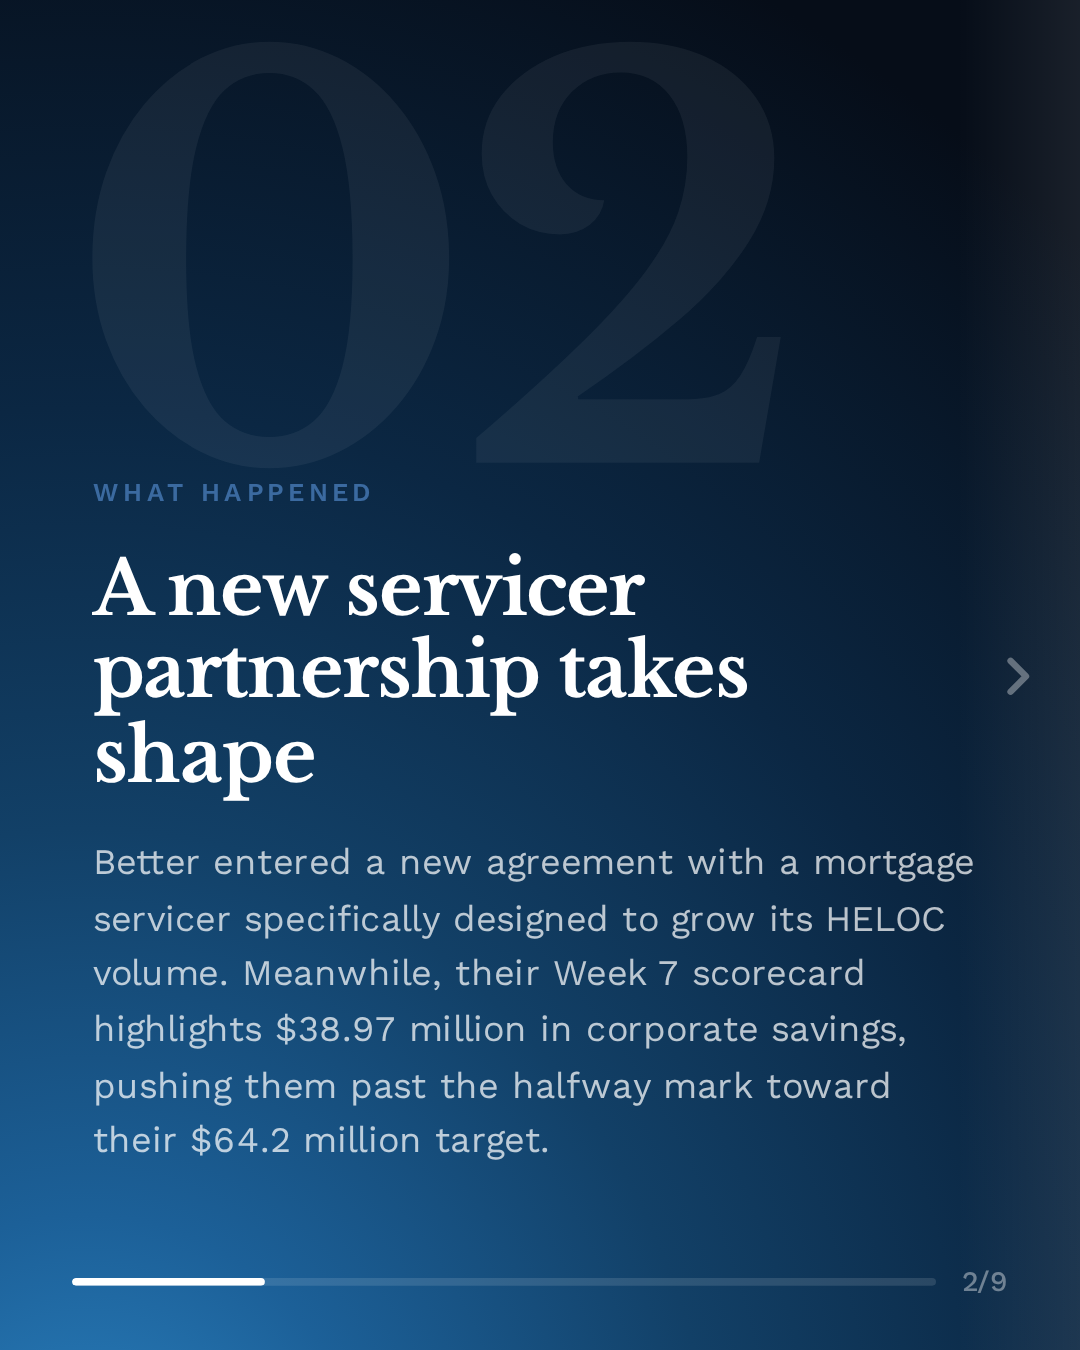 02
WHAT HAPPENED
A new servicer
partnership takes
shape
Better entered a new agreement with a mortgage
servicer specifically designed to grow its HELOC
volume. Meanwhile, their Week 7 scorecard
highlights $38.97 million in corporate savings,
pushing them past the halfway mark toward
their $64.2 million target.
2/9